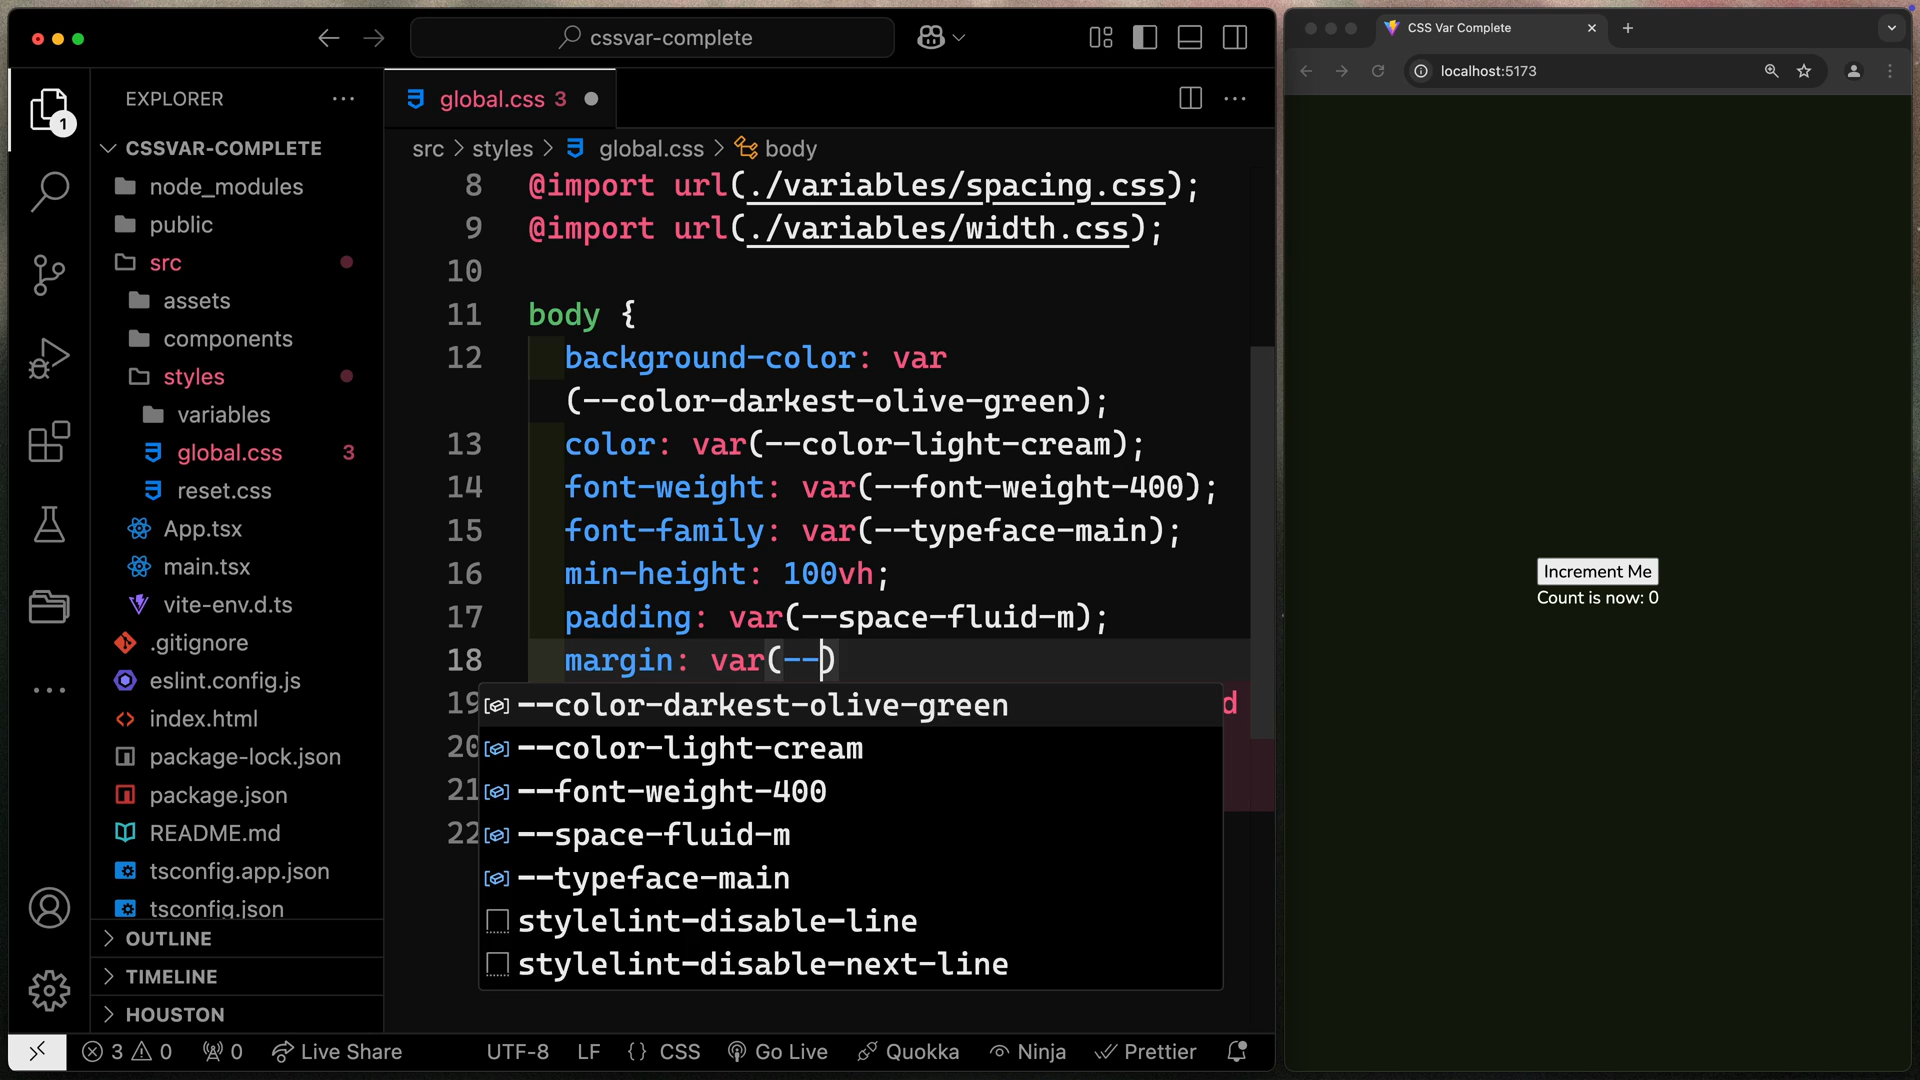 cssvar-complete
EXPLORER
1
CSSVAR-COMPLETE
node_modules
public
src
assets
components
styles
variables
global.css 3
reset.css
App.tsx
main.tsx
vite-env.d.ts
.gitignore
eslint.config.js
index.html
package-lock.json
package.json
README.md
tsconfig.app.json
tsconfig.json
OUTLINE
TIMELINE
HOUSTON
global.css 3
src > styles > global.css > body
8 @import url(./variables/spacing.css);
9 @import url(./variables/width.css);
10
11 body {
12 background-color: var
(--color-darkest-olive-green);
13 color: var(--color-light-cream);
14 font-weight: var(--font-weight-400);
15 font-family: var(--typeface-main);
16 min-height: 100vh;
17 padding: var(--space-fluid-m);
18 margin: var(--)
19 d
20
21
22
--color-darkest-olive-green
--color-light-cream
--font-weight-400
--space-fluid-m
--typeface-main
stylelint-disable-line
stylelint-disable-next-line
3 0 0 Live Share UTF-8 LF {} CSS Go Live Quokka Ninja Prettier
CSS Var Complete
localhost:5173
Increment Me
Count is now: 0